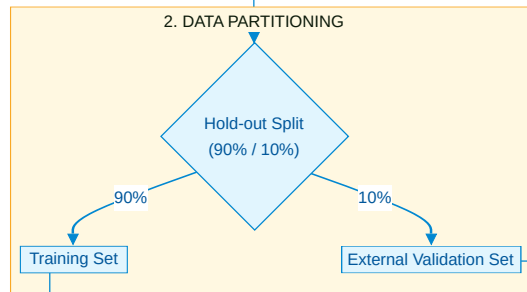 2. DATA PARTITIONING
Hold-out Split
(90% / 10%)
90%
10%
Training Set
External Validation Set